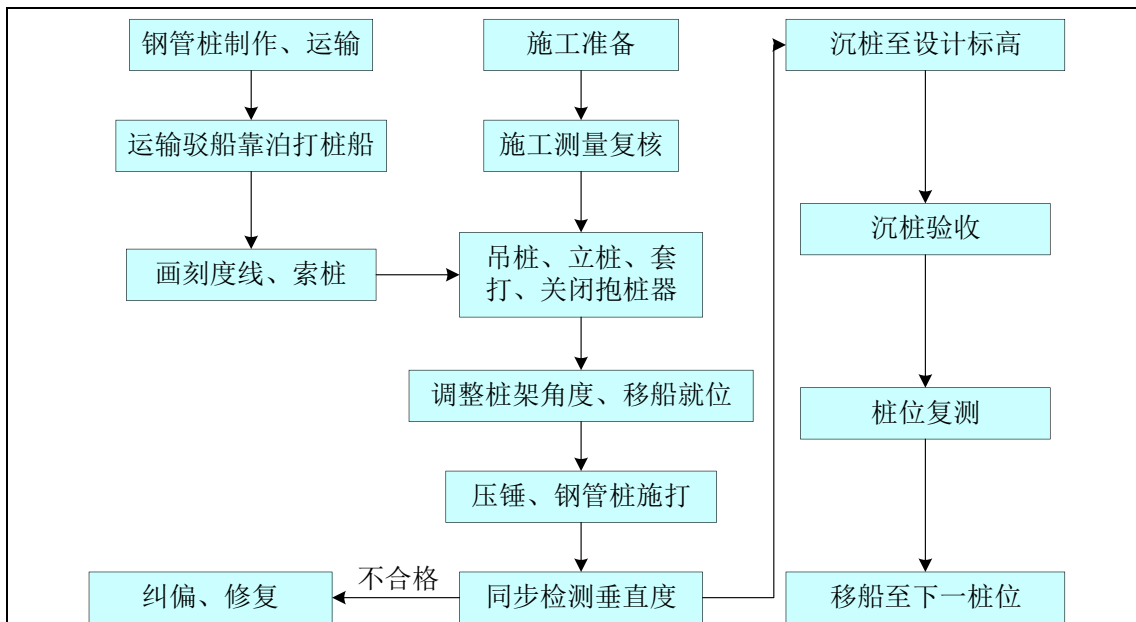 钢管桩制作、运输
施工准备
沉桩至设计标高
运输驳船靠泊打桩船
施工测量复核
沉桩验收
画刻度线、索桩
吊桩、立桩、套
打、关闭抱桩器
调整桩架角度、移船就位
桩位复测
压锤、钢管桩施打
不合格
纠偏、修复
同步检测垂直度
移船至下一桩位